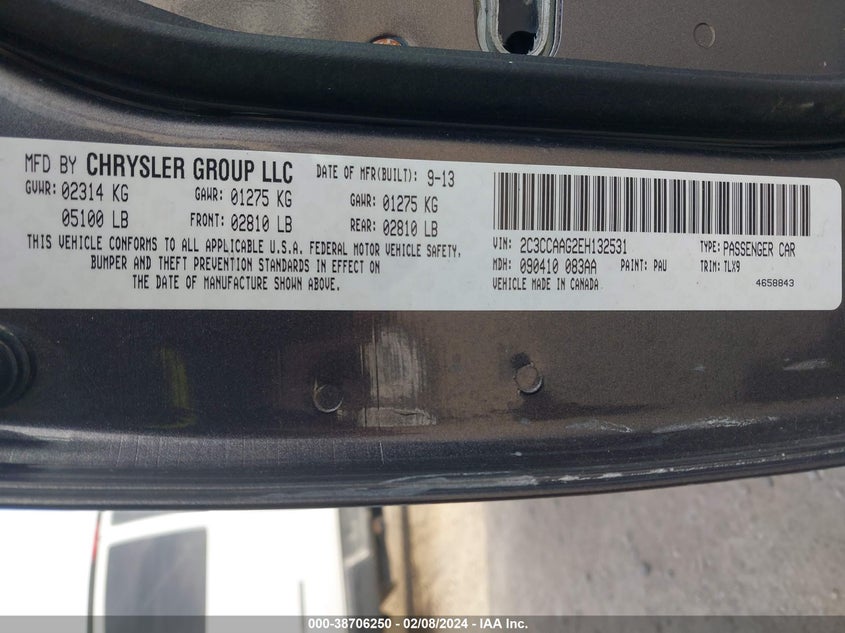 MFD BY CHRYSLER GROUP LLC DATE OF MFR(BUILT): 9-13
GVWR: 02314 KG GAWR: 01275 KG GAWR: 01275 KG
05100 LB FRONT: 02810 LB REAR: 02810 LB
THIS VEHICLE CONFORMS TO ALL APPLICABLE U.S.A. FEDERAL MOTOR VEHICLE SAFETY,
BUMPER AND THEFT PREVENTION STANDARDS IN EFFECT ON
THE DATE OF MANUFACTURE SHOWN ABOVE.
VIN: 2C3CCAAG2EH132531 TYPE: PASSENGER CAR
MDH: 090410 083AA PAINT: PAU TRIM: TLX9
VEHICLE MADE IN CANADA 4658843
000-38706250 - 02/08/2024 - IAA Inc.